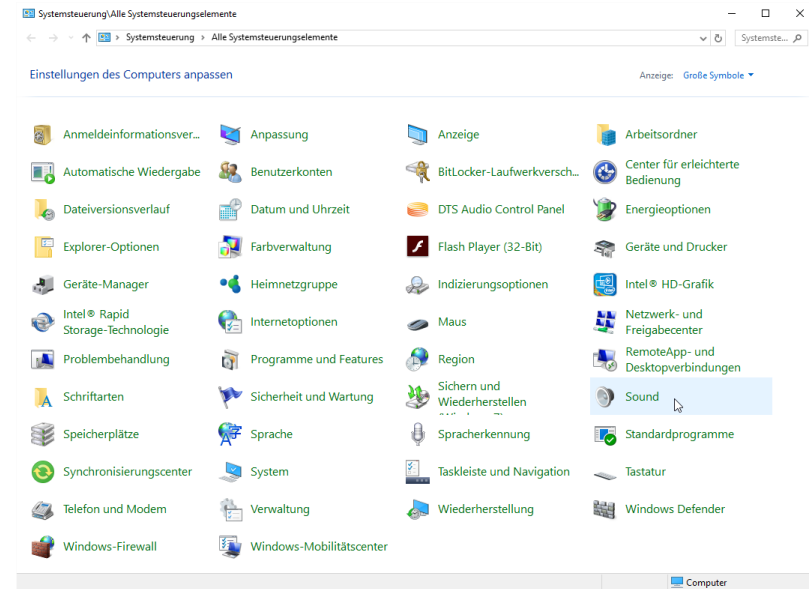 Systemsteuerung\Alle Systemsteuerungselemente
Systemsteuerung › Alle Systemsteuerungselemente
Systemste...
Einstellungen des Computers anpassen
Anzeige: Große Symbole
Anmeldeinformationsver...
Anpassung
Anzeige
Arbeitsordner
Automatische Wiedergabe
Benutzerkonten
BitLocker-Laufwerkversch...
Center für erleichterte
Bedienung
Dateiversionsverlauf
Datum und Uhrzeit
DTS Audio Control Panel
Energieoptionen
Explorer-Optionen
Farbverwaltung
Flash Player (32-Bit)
Geräte und Drucker
Geräte-Manager
Heimnetzgruppe
Indizierungsoptionen
Intel® HD-Grafik
Intel® Rapid
Storage-Technologie
Internetoptionen
Maus
Netzwerk- und
Freigabecenter
Problembehandlung
Programme und Features
Region
RemoteApp- und
Desktopverbindungen
Schriftarten
Sicherheit und Wartung
Sichern und
Wiederherstellen
Sound
Speicherplätze
Sprache
Spracherkennung
Standardprogramme
Synchronisierungscenter
System
Taskleiste und Navigation
Tastatur
Telefon und Modem
Verwaltung
Wiederherstellung
Windows Defender
Windows-Firewall
Windows-Mobilitätscenter
Computer